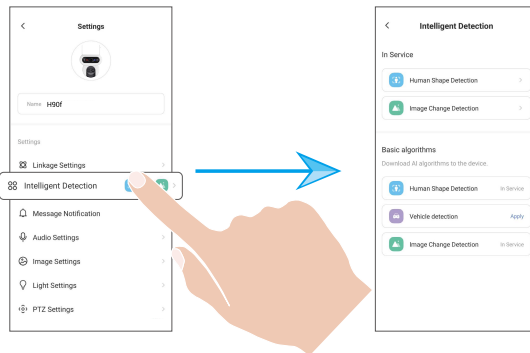 Settings
Name H90f
Settings
Linkage Settings
Intelligent Detection
Message Notification
Audio Settings
Image Settings
Light Settings
PTZ Settings
Intelligent Detection
In Service
Human Shape Detection
Image Change Detection
Basic algorithms
Download AI algorithms to the device.
Human Shape Detection In Service
Vehicle detection Apply
Image Change Detection In Service